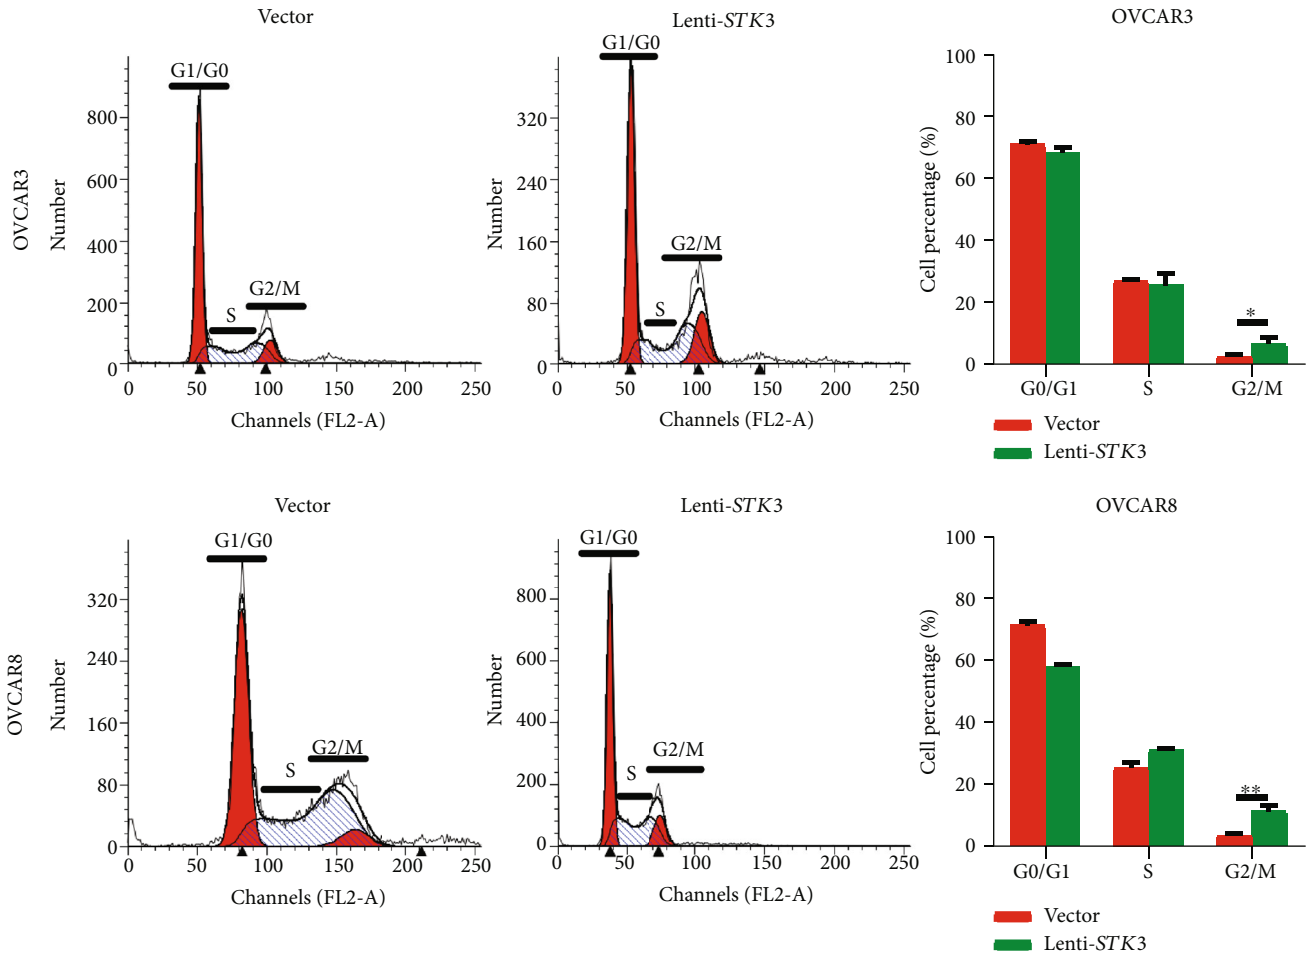 Vector
G1/G0
S
G2/M
800
600
400
200
0
0 50 100 150 200 250
Number
Channels (FL2-A)
OVCAR3
Lenti-STK3
G1/G0
S
G2/M
320
240
160
80
0
0 50 100 150 200 250
Number
Channels (FL2-A)
OVCAR3
100
80
60
40
20
0
Cell percentage (%)
*
G0/G1 S G2/M
Vector
Lenti-STK3
Vector
G1/G0
S
G2/M
320
240
160
80
0
0 50 100 150 200 250
Number
Channels (FL2-A)
OVCAR8
Lenti-STK3
G1/G0
S
G2/M
800
600
400
200
0
0 50 100 150 200 250
Number
Channels (FL2-A)
OVCAR8
100
80
60
40
20
0
Cell percentage (%)
**
G0/G1 S G2/M
Vector
Lenti-STK3